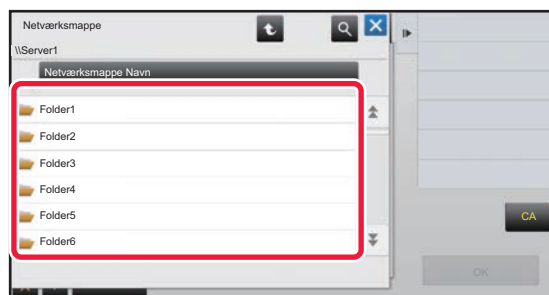 Netværksmappe
\\Server1
Netværksmappe Navn
Folder1
Folder2
Folder3
Folder4
Folder5
Folder6
CA
OK